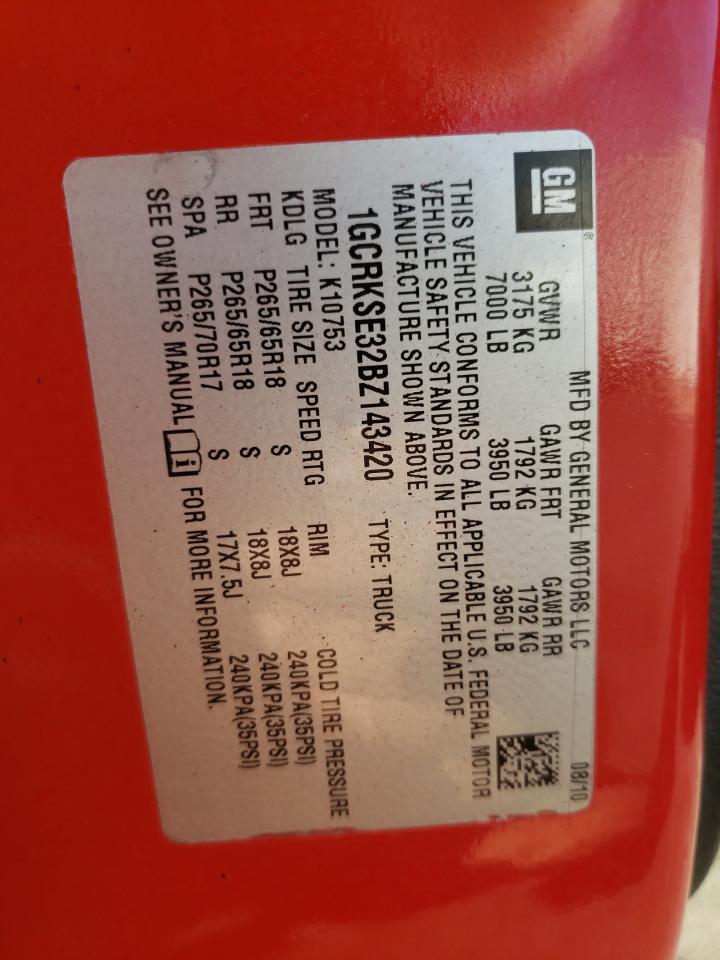 MFD BY GENERAL MOTORS LLC 08/10
GM®
GVWR GAWR FRT GAWR RR
3175 KG 1792 KG 1792 KG
7000 LB 3950 LB 3950 LB
THIS VEHICLE CONFORMS TO ALL APPLICABLE U.S. FEDERAL MOTOR
VEHICLE SAFETY STANDARDS IN EFFECT ON THE DATE OF
MANUFACTURE SHOWN ABOVE.
1GCRKSE32BZ143420 TYPE: TRUCK
MODEL: K10753
KDLG TIRE SIZE SPEED RTG RIM COLD TIRE PRESSURE
FRT P265/65R18 S 18X8J 240KPA(35PSI)
RR P265/65R18 S 18X8J 240KPA(35PSI)
SPA P265/70R17 S 17X7.5J 240KPA(35PSI)
SEE OWNER'S MANUAL FOR MORE INFORMATION.